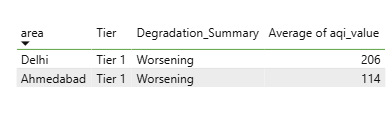 area Tier Degradation_Summary Average of aqi_value
Delhi Tier 1 Worsening 206
Ahmedabad Tier 1 Worsening 114